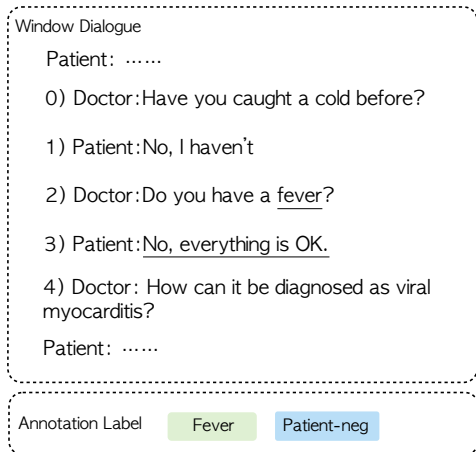 Window Dialogue
Patient: ……
0) Doctor:Have you caught a cold before?
1) Patient:No, I haven't
2) Doctor:Do you have a fever?
3) Patient:No, everything is OK.
4) Doctor: How can it be diagnosed as viral
myocarditis?
Patient: ……
Annotation Label Fever Patient-neg